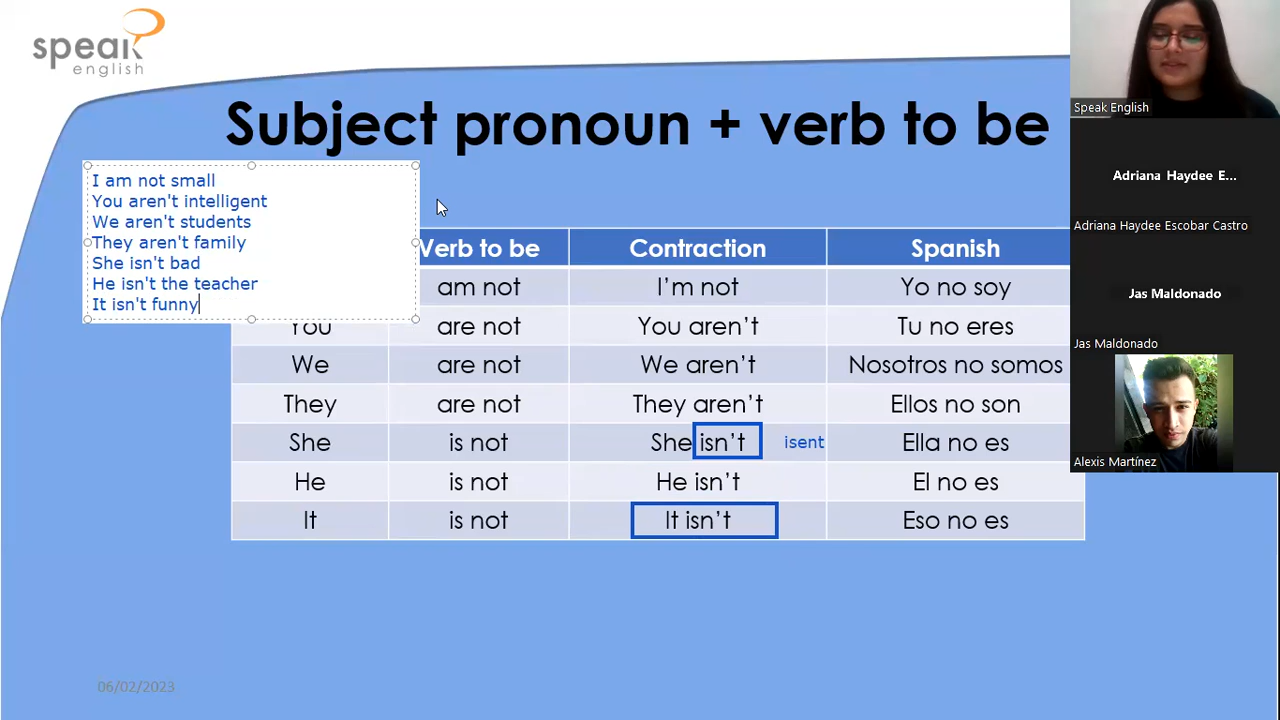 speak
english
Subject pronoun + verb to be
I am not small
You aren't intelligent
We aren't students
They aren't family
She isn't bad
He isn't the teacher
It isn't funny
Verb to be Contraction Spanish
am not I'm not Yo no soy
You are not You aren't Tu no eres
We are not We aren't Nosotros no somos
They are not They aren't Ellos no son
She is not She isn't isent Ella no es
He is not He isn't El no es
It is not It isn't Eso no es
06/02/2023
Speak English
Adriana Haydee E...
Adriana Haydee Escobar Castro
Jas Maldonado
Jas Maldonado
Alexis Martínez